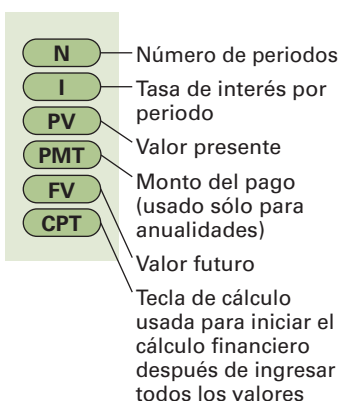 N
Número de periodos
I
Tasa de interés por
periodo
PV
Valor presente
PMT
Monto del pago
(usado sólo para
anualidades)
FV
Valor futuro
CPT
Tecla de cálculo
usada para iniciar el
cálculo financiero
después de ingresar
todos los valores